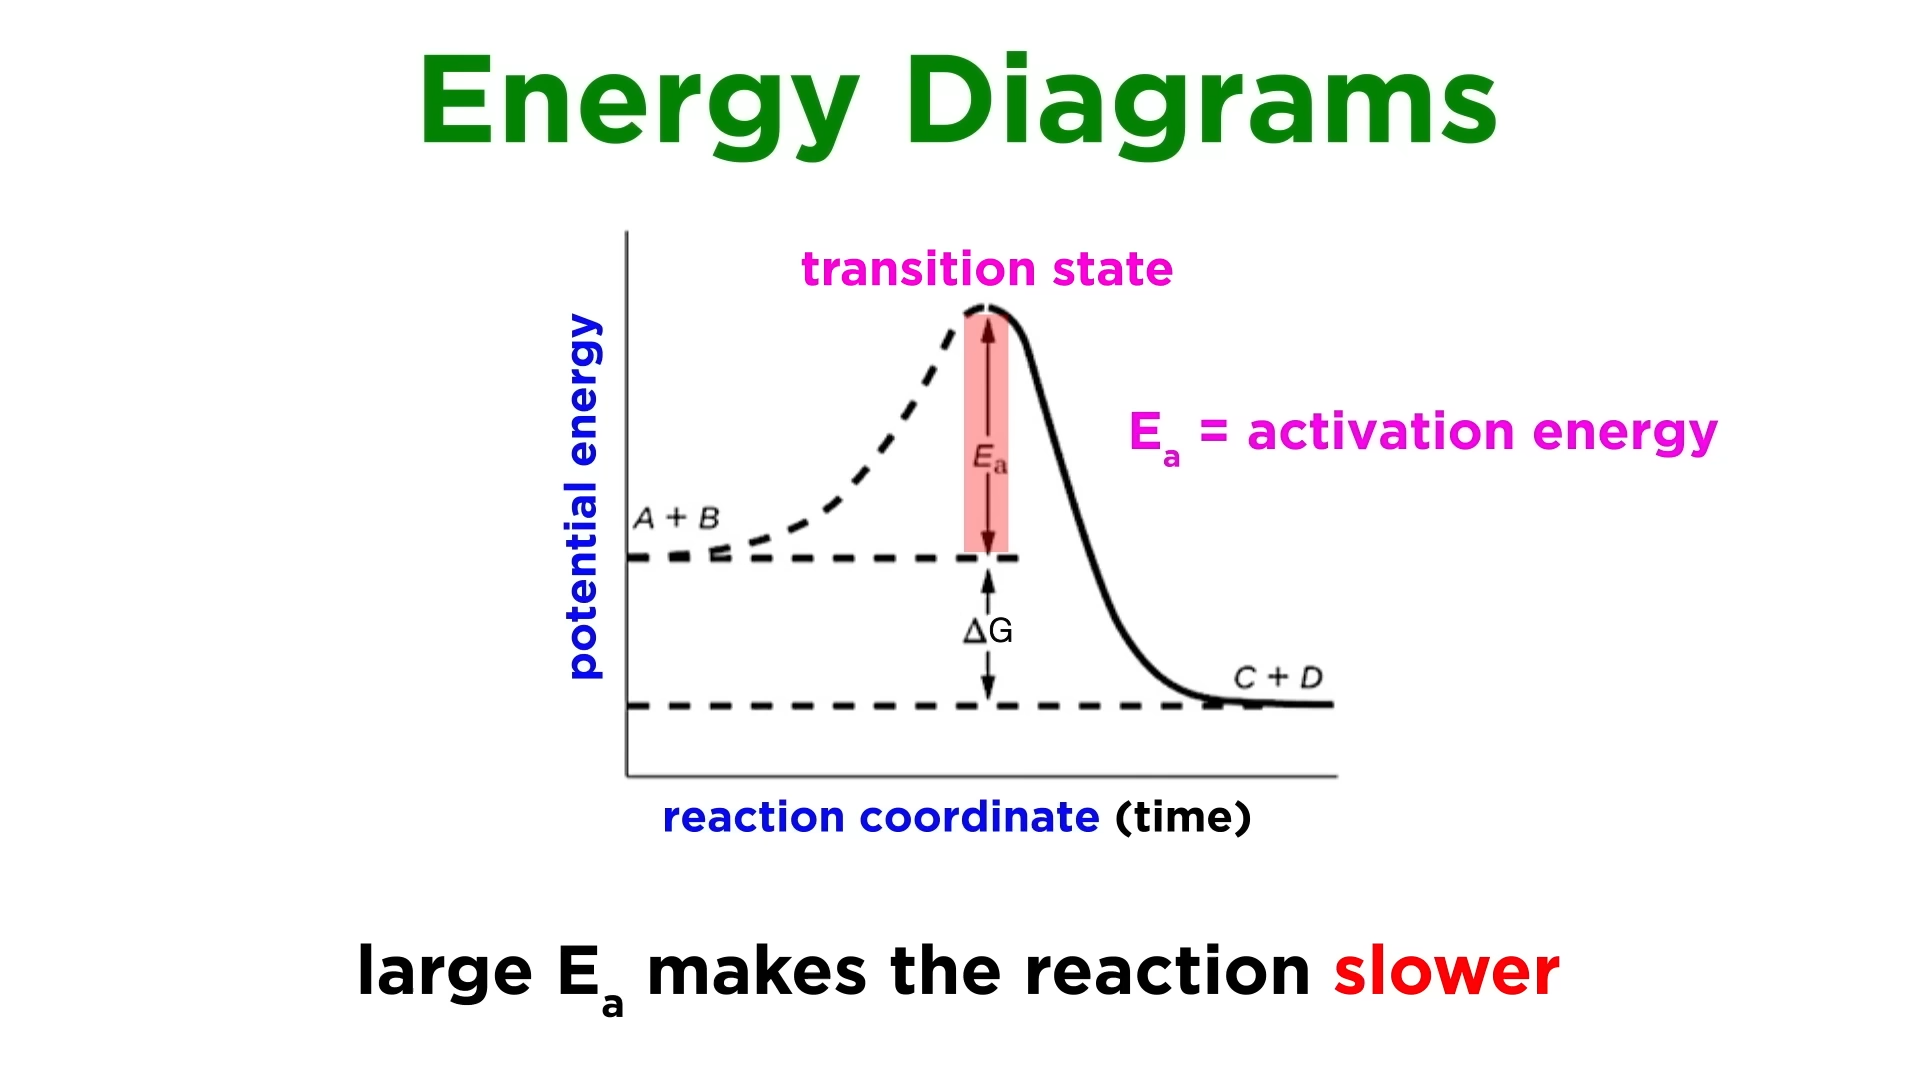 Energy Diagrams
transition state
potential energy
Ea = activation energy
Ea
A + B
ΔG
C + D
reaction coordinate (time)
large Ea makes the reaction slower